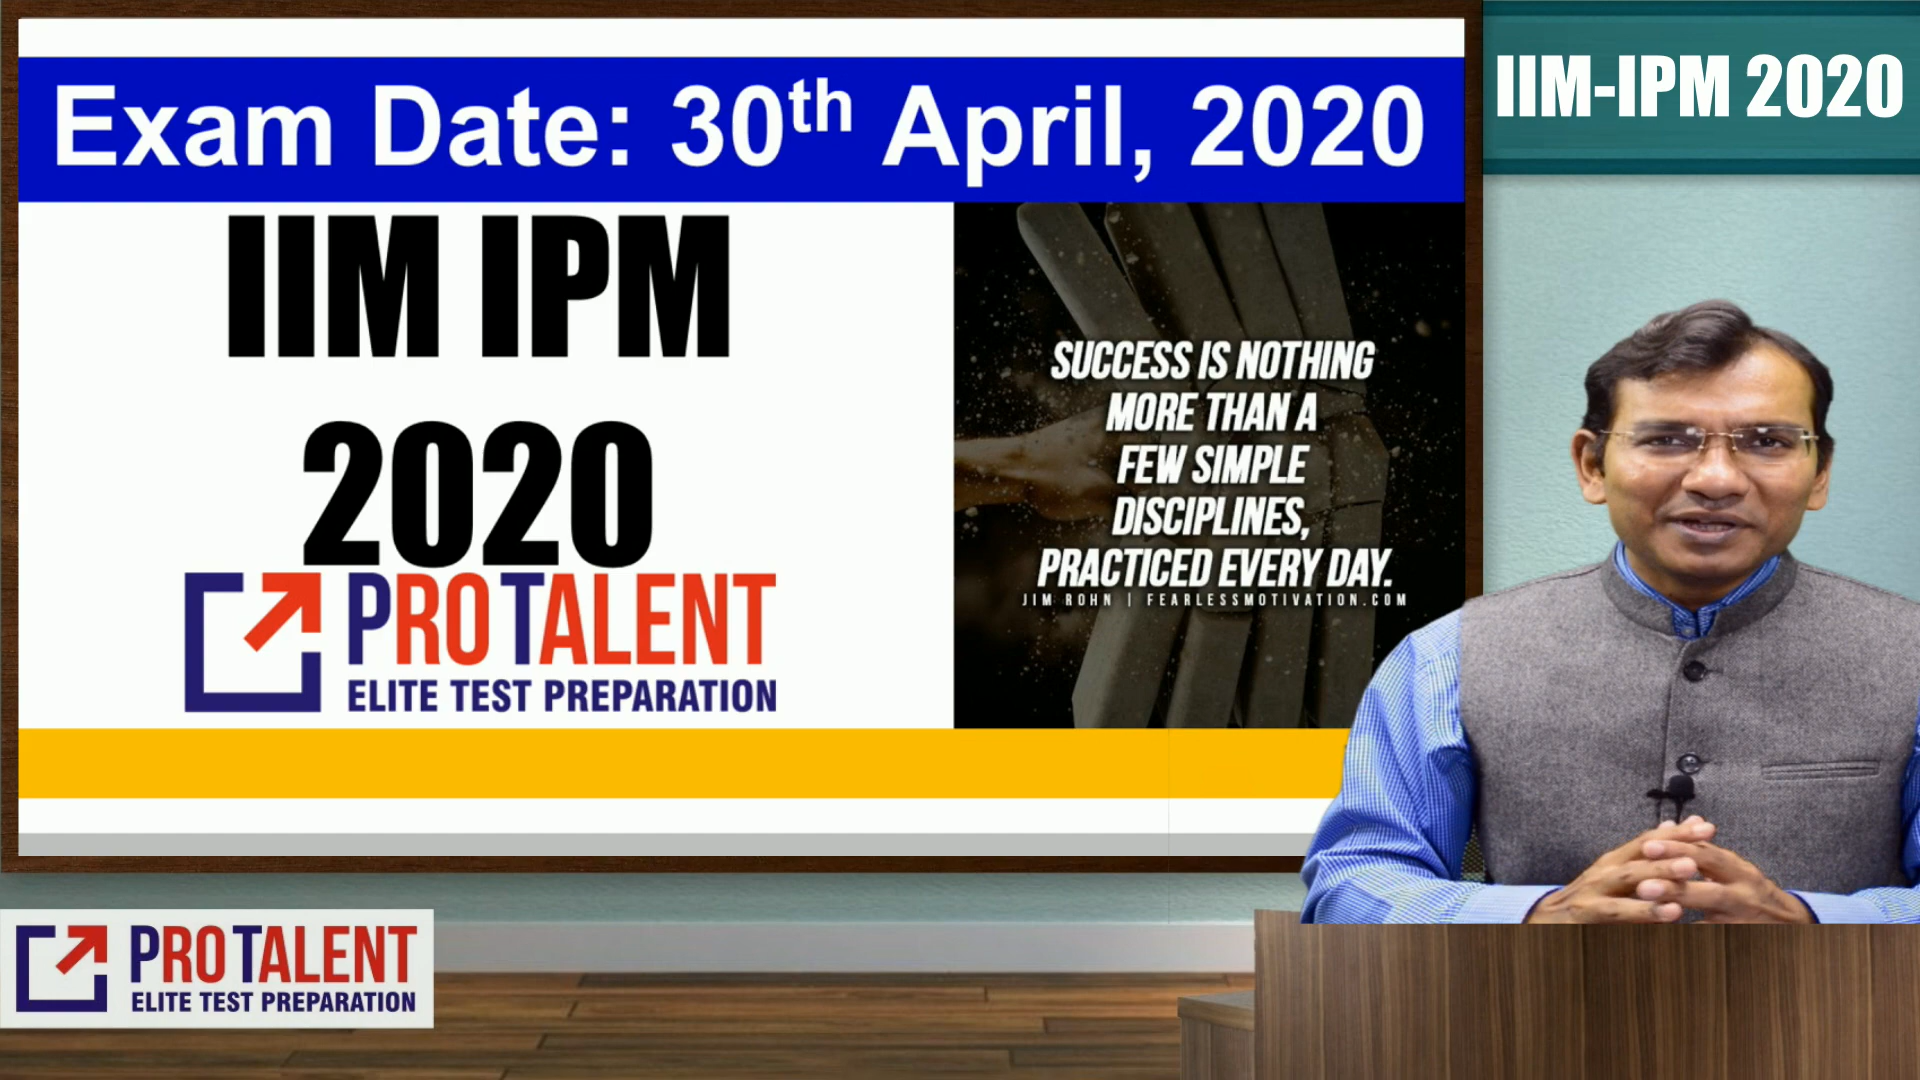 Exam Date: 30th April, 2020
IIM-IPM 2020
IIM IPM
2020
PROTALENT
ELITE TEST PREPARATION
SUCCESS IS NOTHING
MORE THAN A
FEW SIMPLE
DISCIPLINES,
PRACTICED EVERY DAY.
JIM ROHN | FEARLESSMOTIVATION.COM
PROTALENT
ELITE TEST PREPARATION